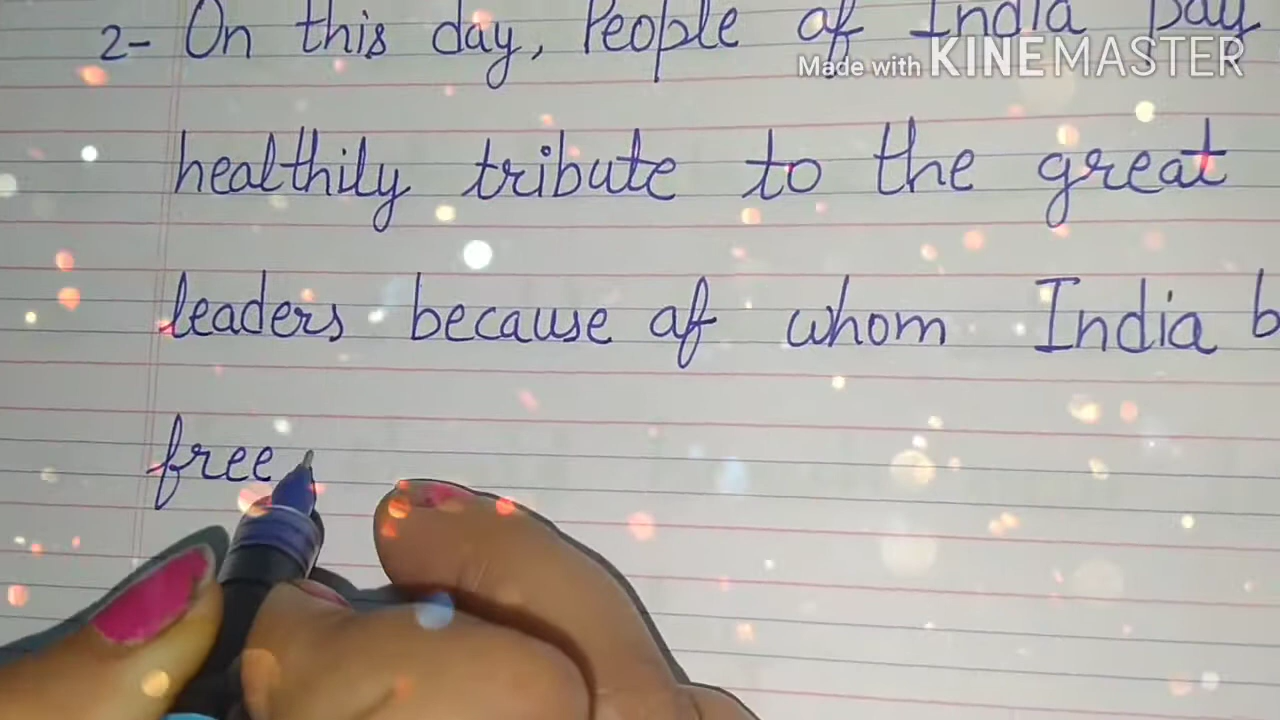 2- On this day, People of India Pay
Made with KINEMASTER
healthily tribute to the great
leaders because of whom India b
free